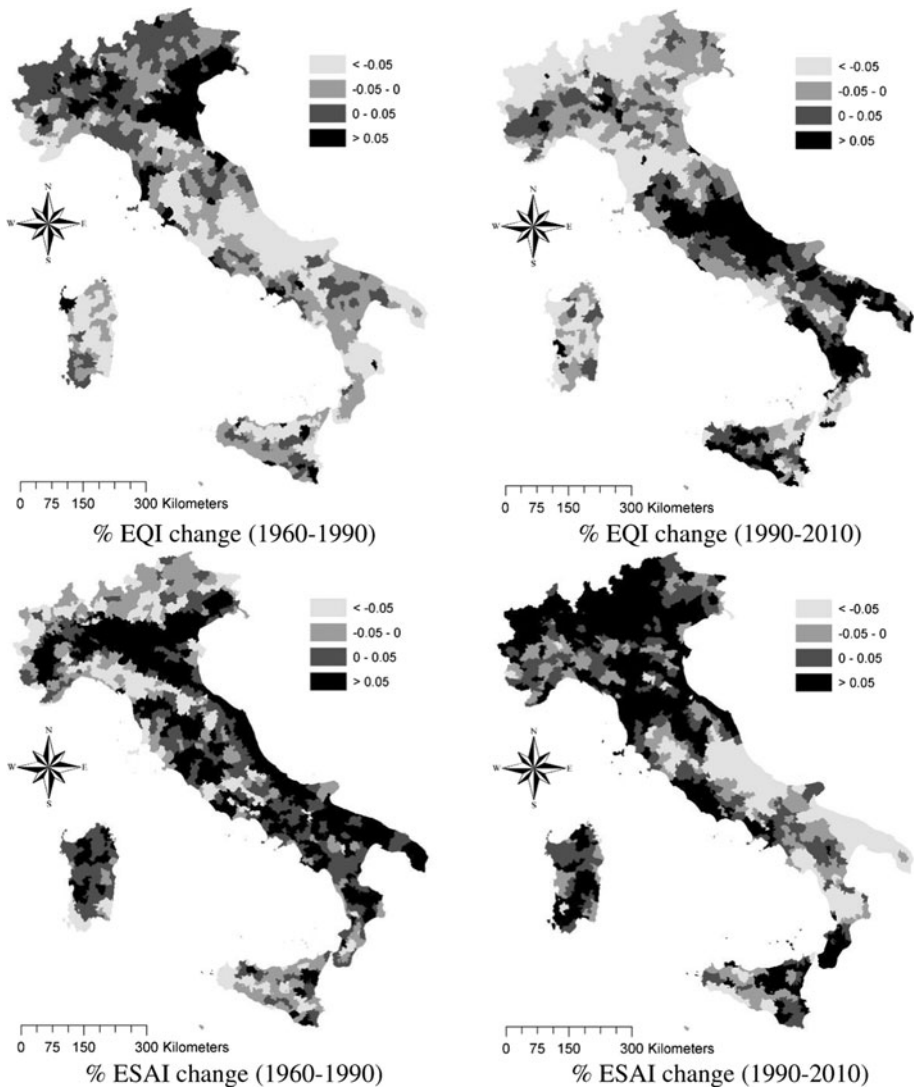 < -0.05
-0.05 - 0
0 - 0.05
> 0.05
N
W E
S
0 75 150 300 Kilometers
% EQI change (1960-1990)
< -0.05
-0.05 - 0
0 - 0.05
> 0.05
N
W E
S
0 75 150 300 Kilometers
% EQI change (1990-2010)
< -0.05
-0.05 - 0
0 - 0.05
> 0.05
N
W E
S
0 75 150 300 Kilometers
% ESAI change (1960-1990)
< -0.05
-0.05 - 0
0 - 0.05
> 0.05
N
W E
S
0 75 150 300 Kilometers
% ESAI change (1990-2010)